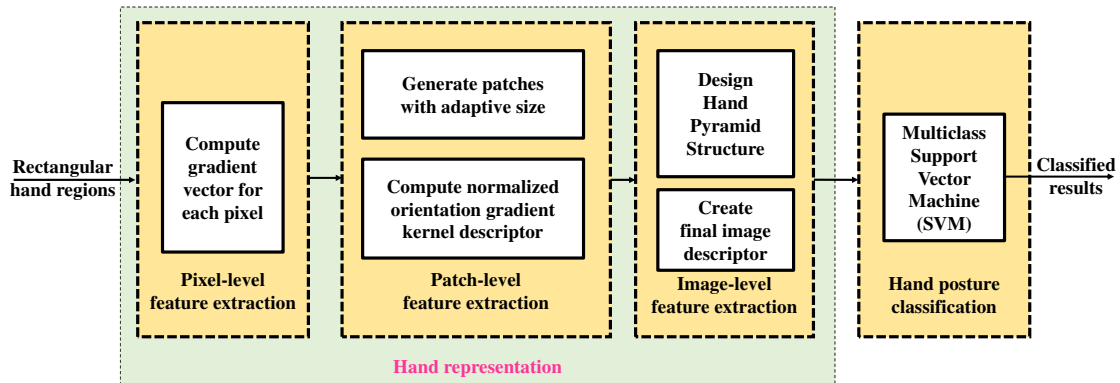 Rectangular
hand regions
Compute
gradient
vector for
each pixel
Pixel-level
feature extraction
Generate patches
with adaptive size
Compute normalized
orientation gradient
kernel descriptor
Patch-level
feature extraction
Design
Hand
Pyramid
Structure
Create
final image
descriptor
Image-level
feature extraction
Hand representation
Multiclass
Support
Vector
Machine
(SVM)
Hand posture
classification
Classified
results